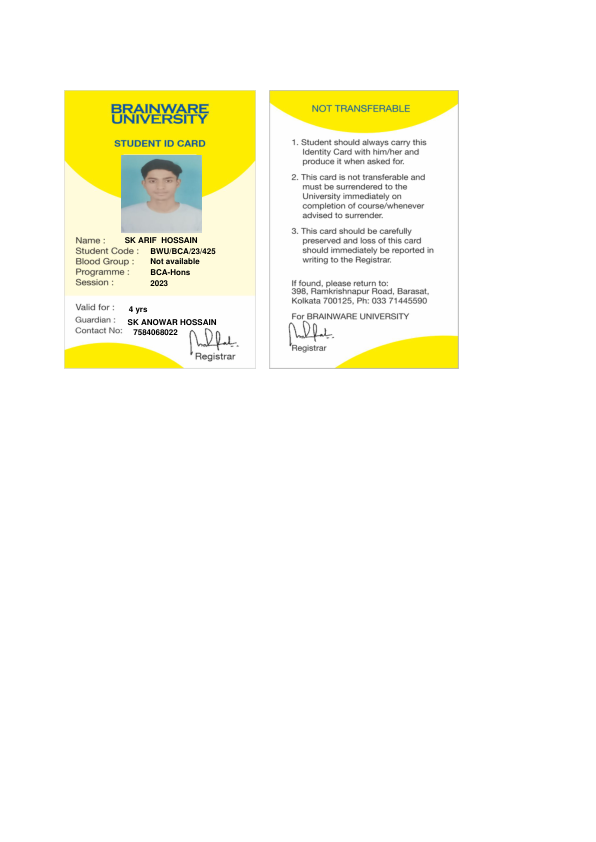 BRAINWARE
UNIVERSITY
STUDENT ID CARD
Name : SK ARIF HOSSAIN
Student Code : BWU/BCA/23/425
Blood Group : Not available
Programme : BCA-Hons
Session : 2023
Valid for : 4 yrs
Guardian : SK ANOWAR HOSSAIN
Contact No: 7584068022
Registrar
NOT TRANSFERABLE
1. Student should always carry this
Identity Card with him/her and
produce it when asked for.
2. This card is not transferable and
must be surrendered to the
University immediately on
completion of course/whenever
advised to surrender.
3. This card should be carefully
preserved and loss of this card
should immediately be reported in
writing to the Registrar.
If found, please return to:
398, Ramkrishnapur Road, Barasat,
Kolkata 700125, Ph: 033 71445590
For BRAINWARE UNIVERSITY
Registrar